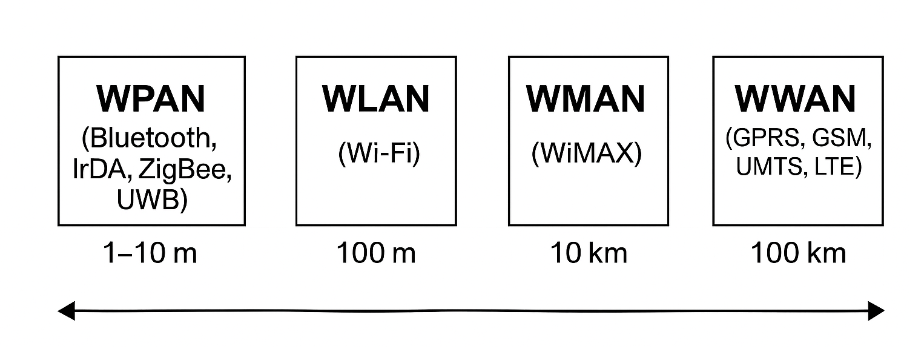 WPAN
(Bluetooth,
IrDA, ZigBee,
UWB)
1–10 m
WLAN
(Wi-Fi)
100 m
WMAN
(WiMAX)
10 km
WWAN
(GPRS, GSM,
UMTS, LTE)
100 km